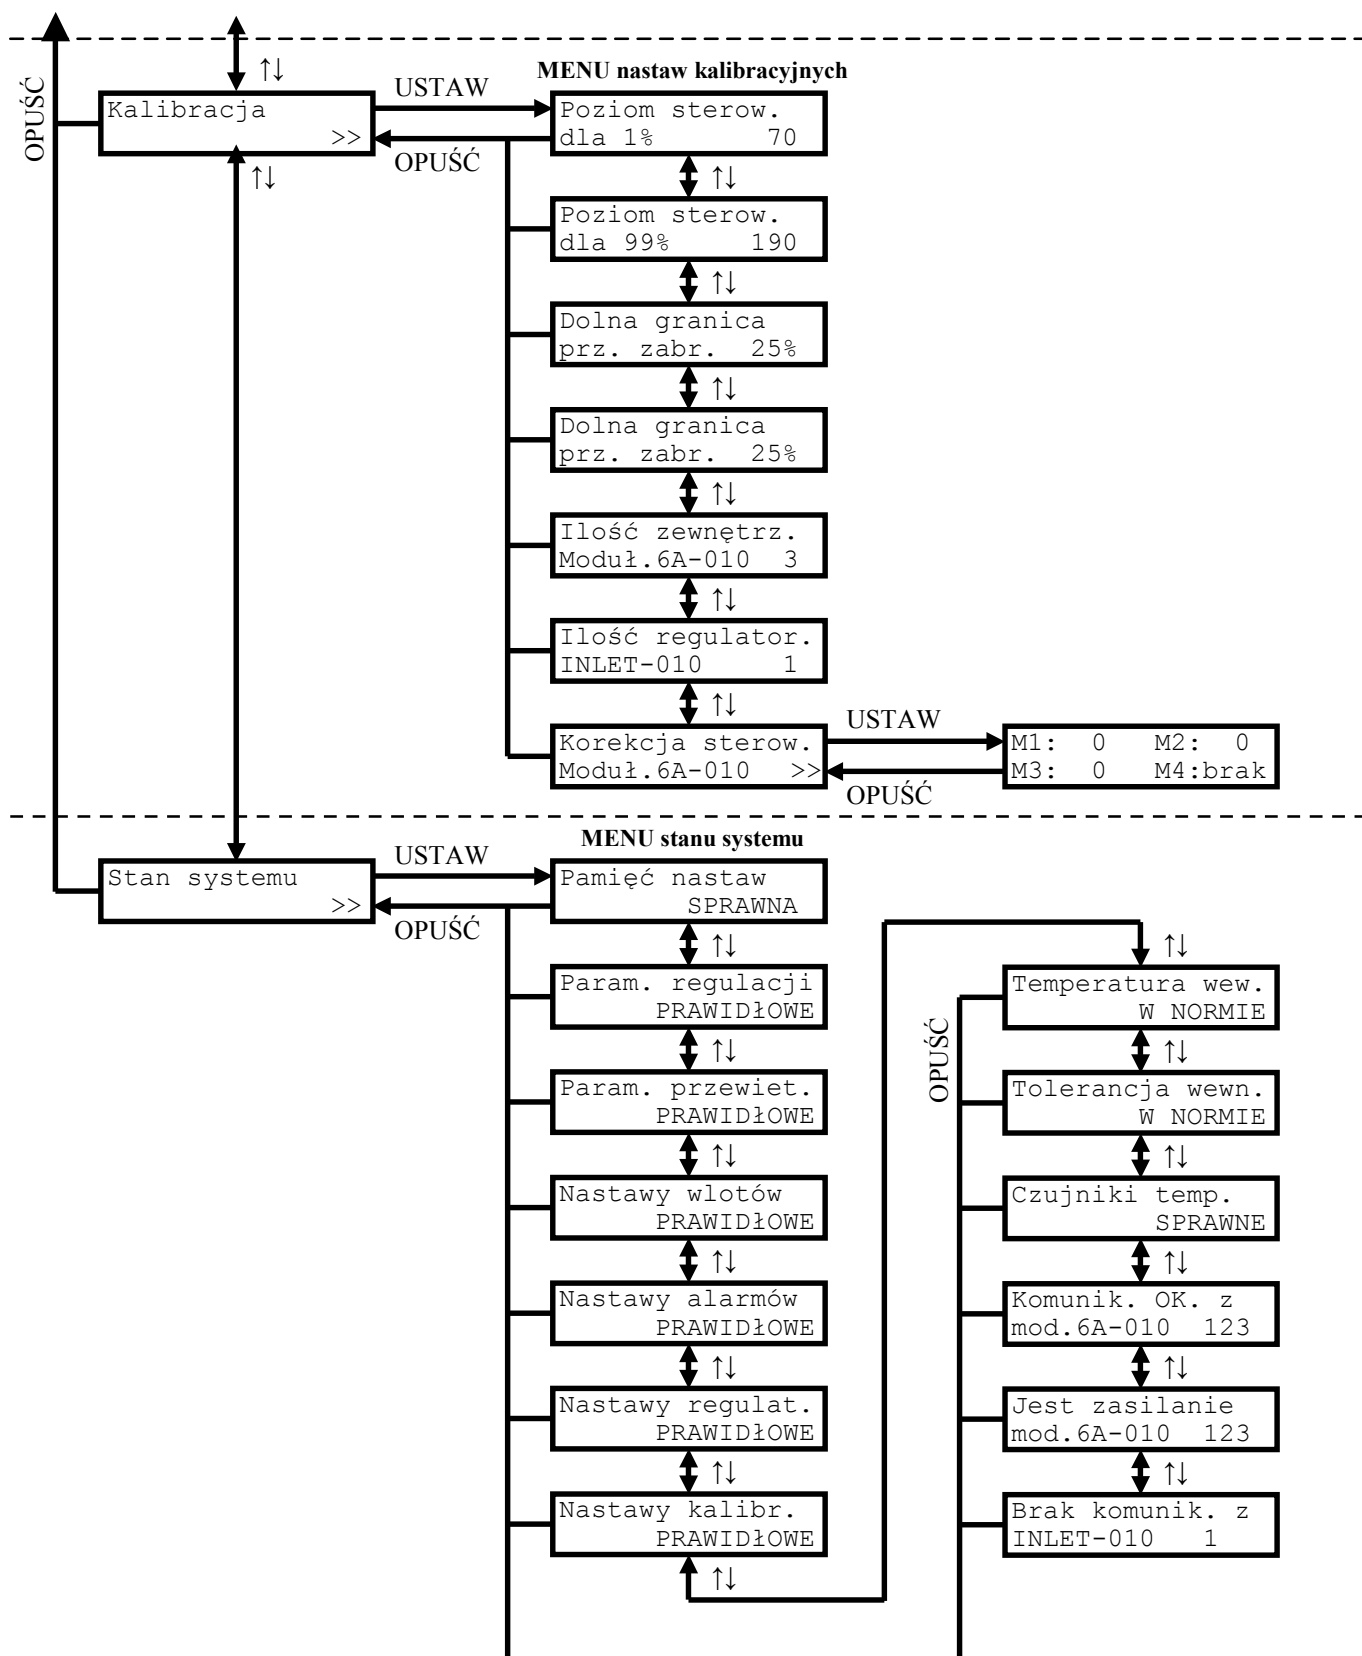 OPUŚĆ
↑↓
MENU nastaw kalibracyjnych
Kalibracja
>>
↑↓
USTAW
OPUŚĆ
Poziom sterow.
dla 1% 70
↑↓
Poziom sterow.
dla 99% 190
↑↓
Dolna granica
prz. zabr. 25%
↑↓
Dolna granica
prz. zabr. 25%
↑↓
Ilość zewnętrz.
Moduł.6A-010 3
↑↓
Ilość regulator.
INLET-010 1
↑↓
Korekcja sterow.
Moduł.6A-010 >>
USTAW
OPUŚĆ
M1: 0 M2: 0
M3: 0 M4:brak
MENU stanu systemu
Stan systemu
>>
USTAW
OPUŚĆ
Pamięć nastaw
SPRAWNA
↑↓
Param. regulacji
PRAWIDłOWE
↑↓
Param. przewiet.
PRAWIDłOWE
↑↓
Nastawy wlotów
PRAWIDłOWE
↑↓
Nastawy alarmów
PRAWIDłOWE
↑↓
Nastawy regulat.
PRAWIDłOWE
↑↓
Nastawy kalibr.
PRAWIDłOWE
↑↓
OPUŚĆ
↑↓
Temperatura wew.
W NORMIE
↑↓
Tolerancja wewn.
W NORMIE
↑↓
Czujniki temp.
SPRAWNE
↑↓
Komunik. OK. z
mod.6A-010 123
↑↓
Jest zasilanie
mod.6A-010 123
↑↓
Brak komunik. z
INLET-010 1